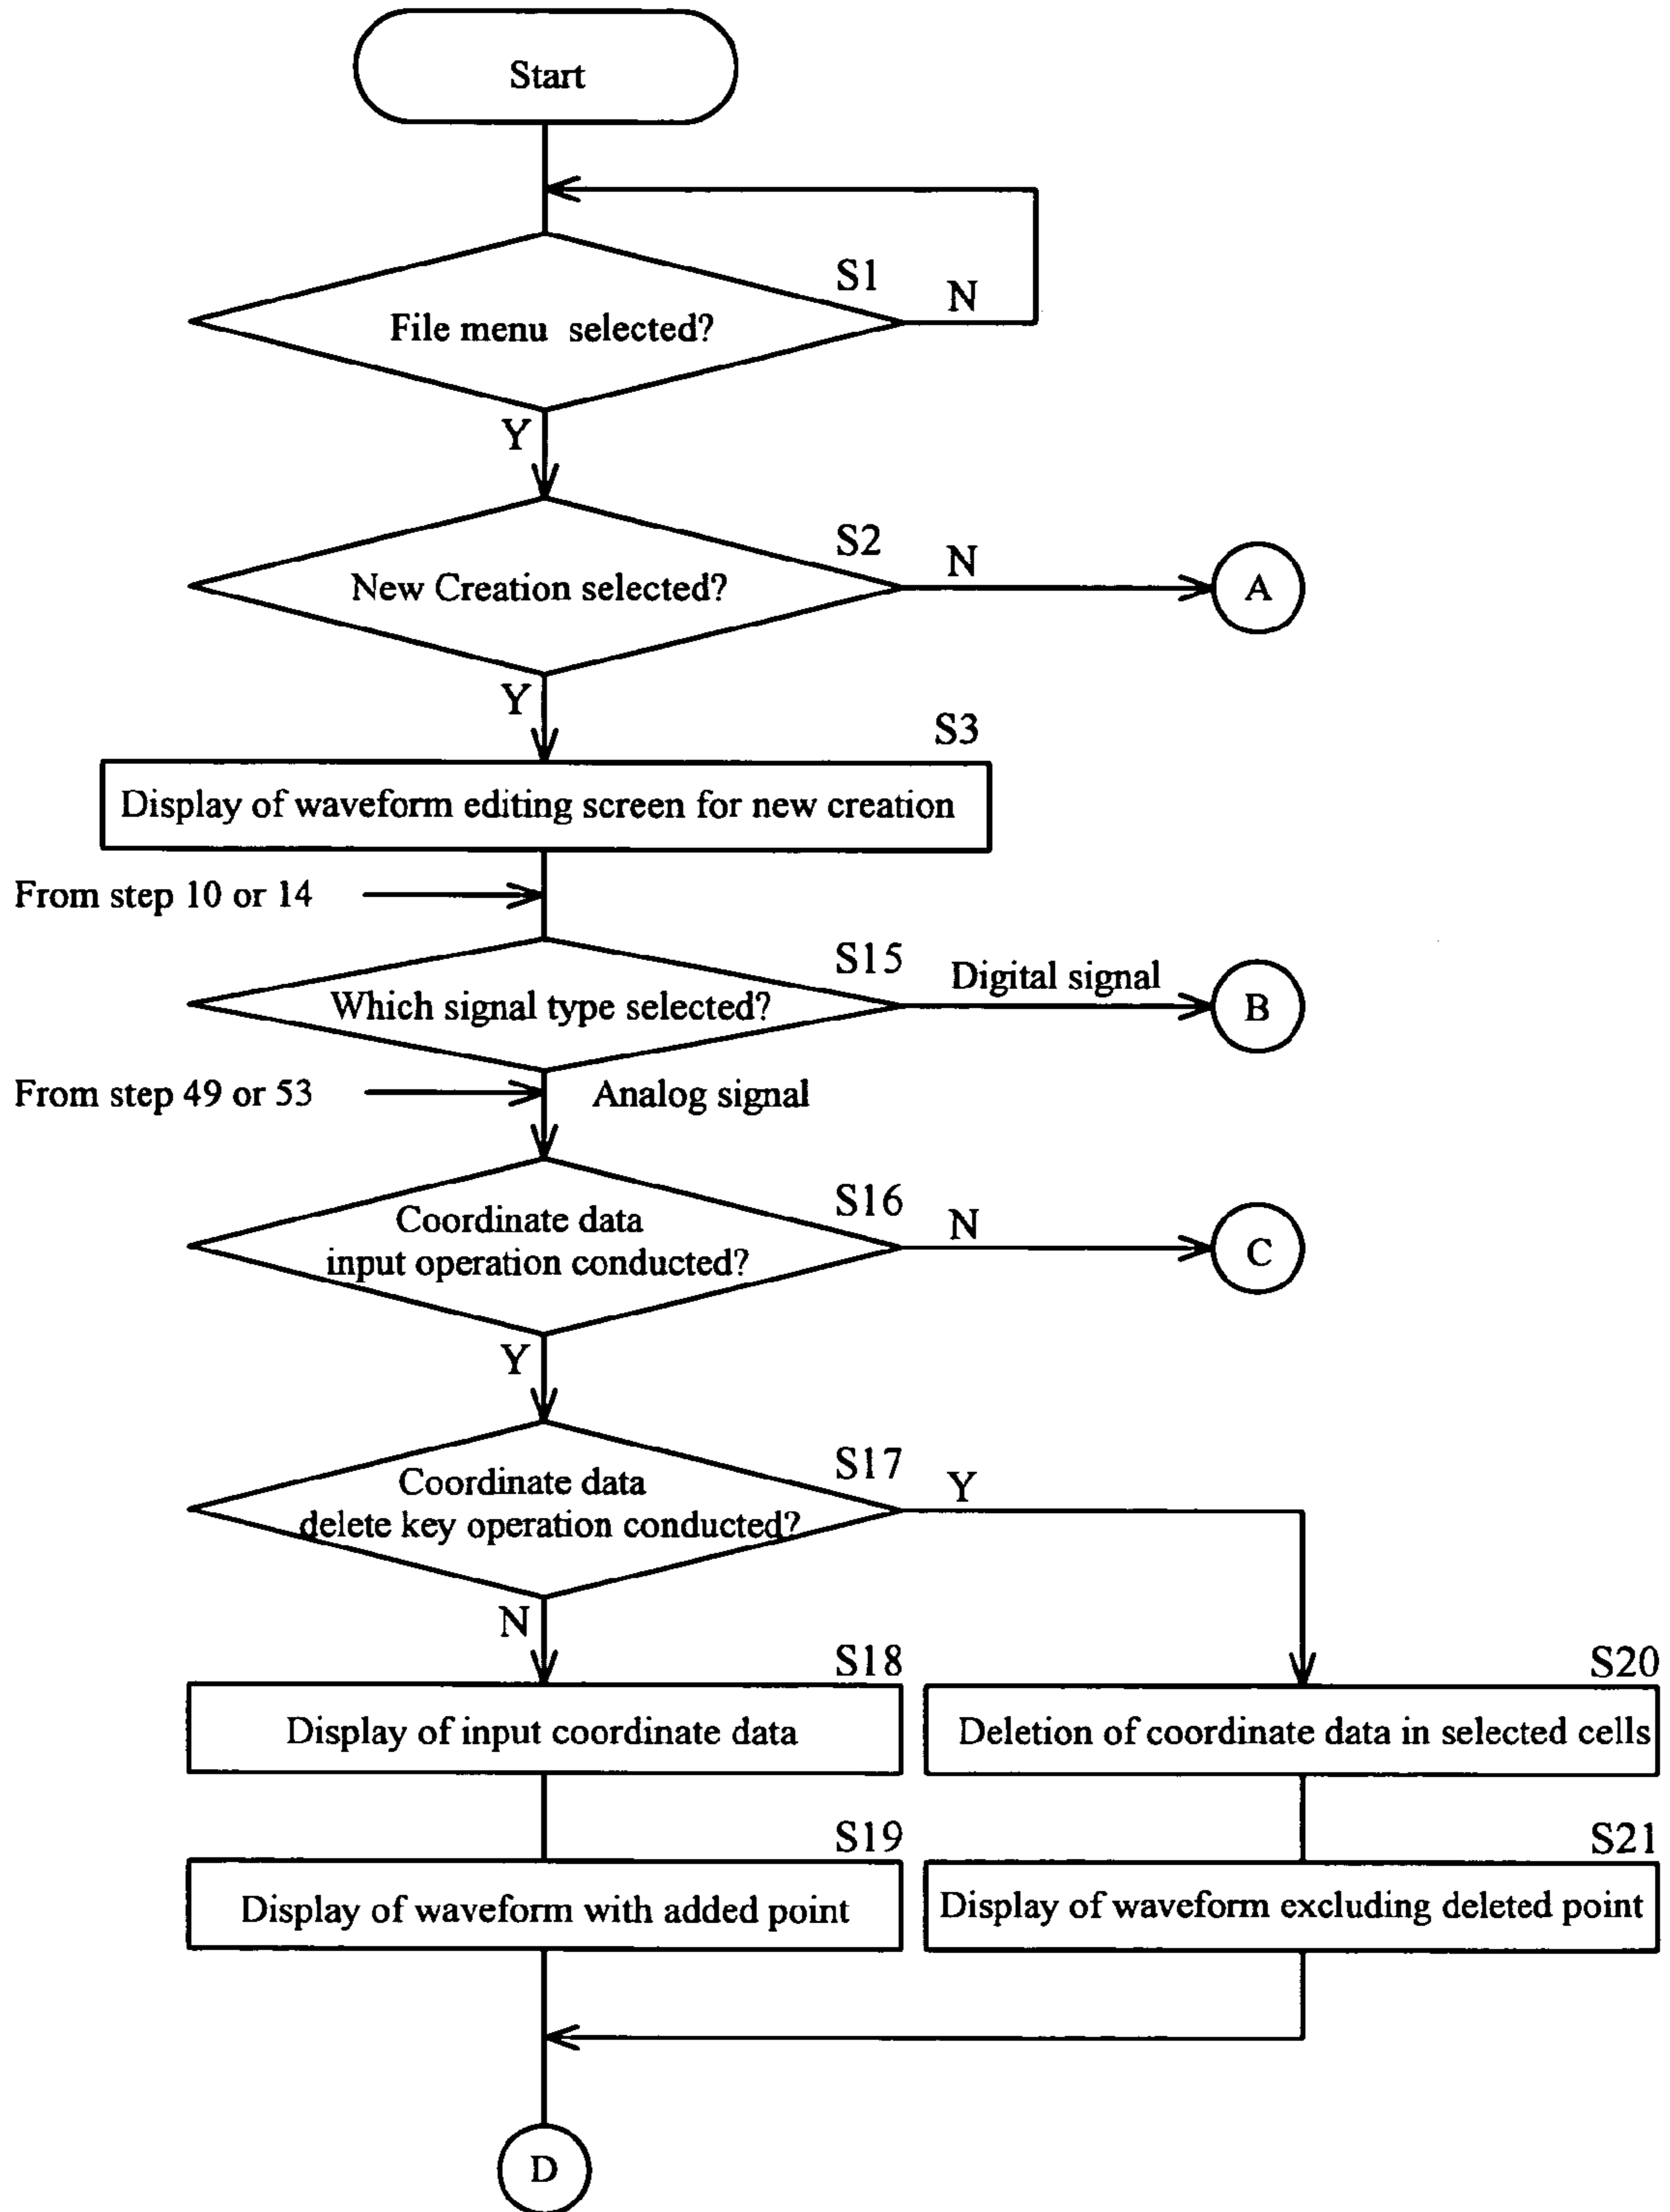 Start
S1
N
File menu selected?
Y
S2
N
New Creation selected?
A
Y
S3
Display of waveform editing screen for new creation
From step 10 or 14
S15
Digital signal
Which signal type selected?
B
From step 49 or 53
Analog signal
S16
N
Coordinate data
input operation conducted?
C
Y
S17
Y
Coordinate data
delete key operation conducted?
N
S18
S20
Display of input coordinate data
Deletion of coordinate data in selected cells
S19
S21
Display of waveform with added point
Display of waveform excluding deleted point
D